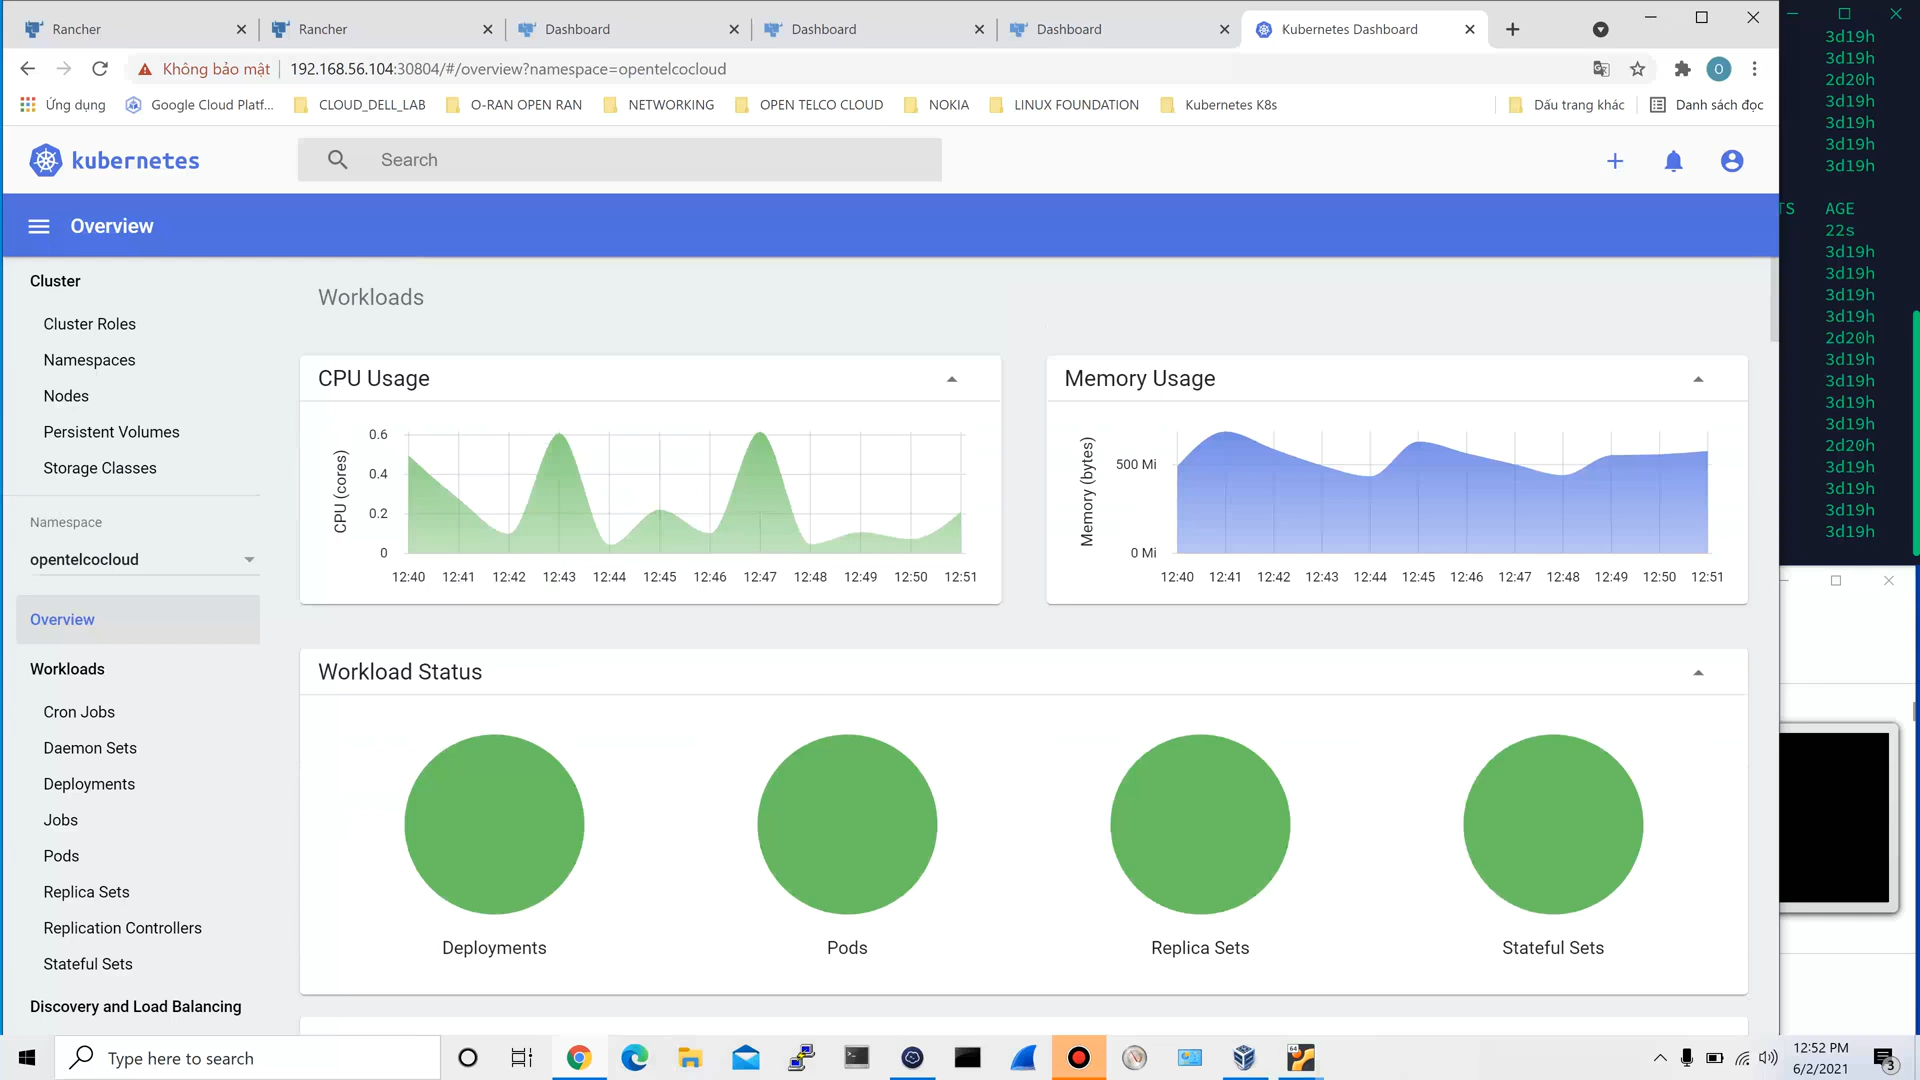 Rancher
Rancher
Dashboard
Dashboard
Dashboard
Kubernetes Dashboard
Không bảo mật
192.168.56.104:30804/#/overview?namespace=opentelcocloud
O
Ứng dụng
Google Cloud Platf...
CLOUD_DELL_LAB
O-RAN OPEN RAN
NETWORKING
OPEN TELCO CLOUD
NOKIA
LINUX FOUNDATION
Kubernetes K8s
Dấu trang khác
Danh sách đọc
kubernetes
Search
Overview
Cluster
Cluster Roles
Namespaces
Nodes
Persistent Volumes
Storage Classes
Namespace
opentelcocloud
Overview
Workloads
Cron Jobs
Daemon Sets
Deployments
Jobs
Pods
Replica Sets
Replication Controllers
Stateful Sets
Discovery and Load Balancing
Workloads
CPU Usage
CPU (cores)
0.6
0.4
0.2
0
12:40 12:41 12:42 12:43 12:44 12:45 12:46 12:47 12:48 12:49 12:50 12:51
Memory Usage
Memory (bytes)
500 Mi
0 Mi
12:40 12:41 12:42 12:43 12:44 12:45 12:46 12:47 12:48 12:49 12:50 12:51
Workload Status
Deployments
Pods
Replica Sets
Stateful Sets
3d19h
3d19h
2d20h
3d19h
3d19h
3d19h
3d19h
TS AGE
22s
3d19h
3d19h
3d19h
3d19h
2d20h
3d19h
3d19h
3d19h
3d19h
2d20h
3d19h
3d19h
3d19h
3d19h
Type here to search
64
12:52 PM
6/2/2021
3